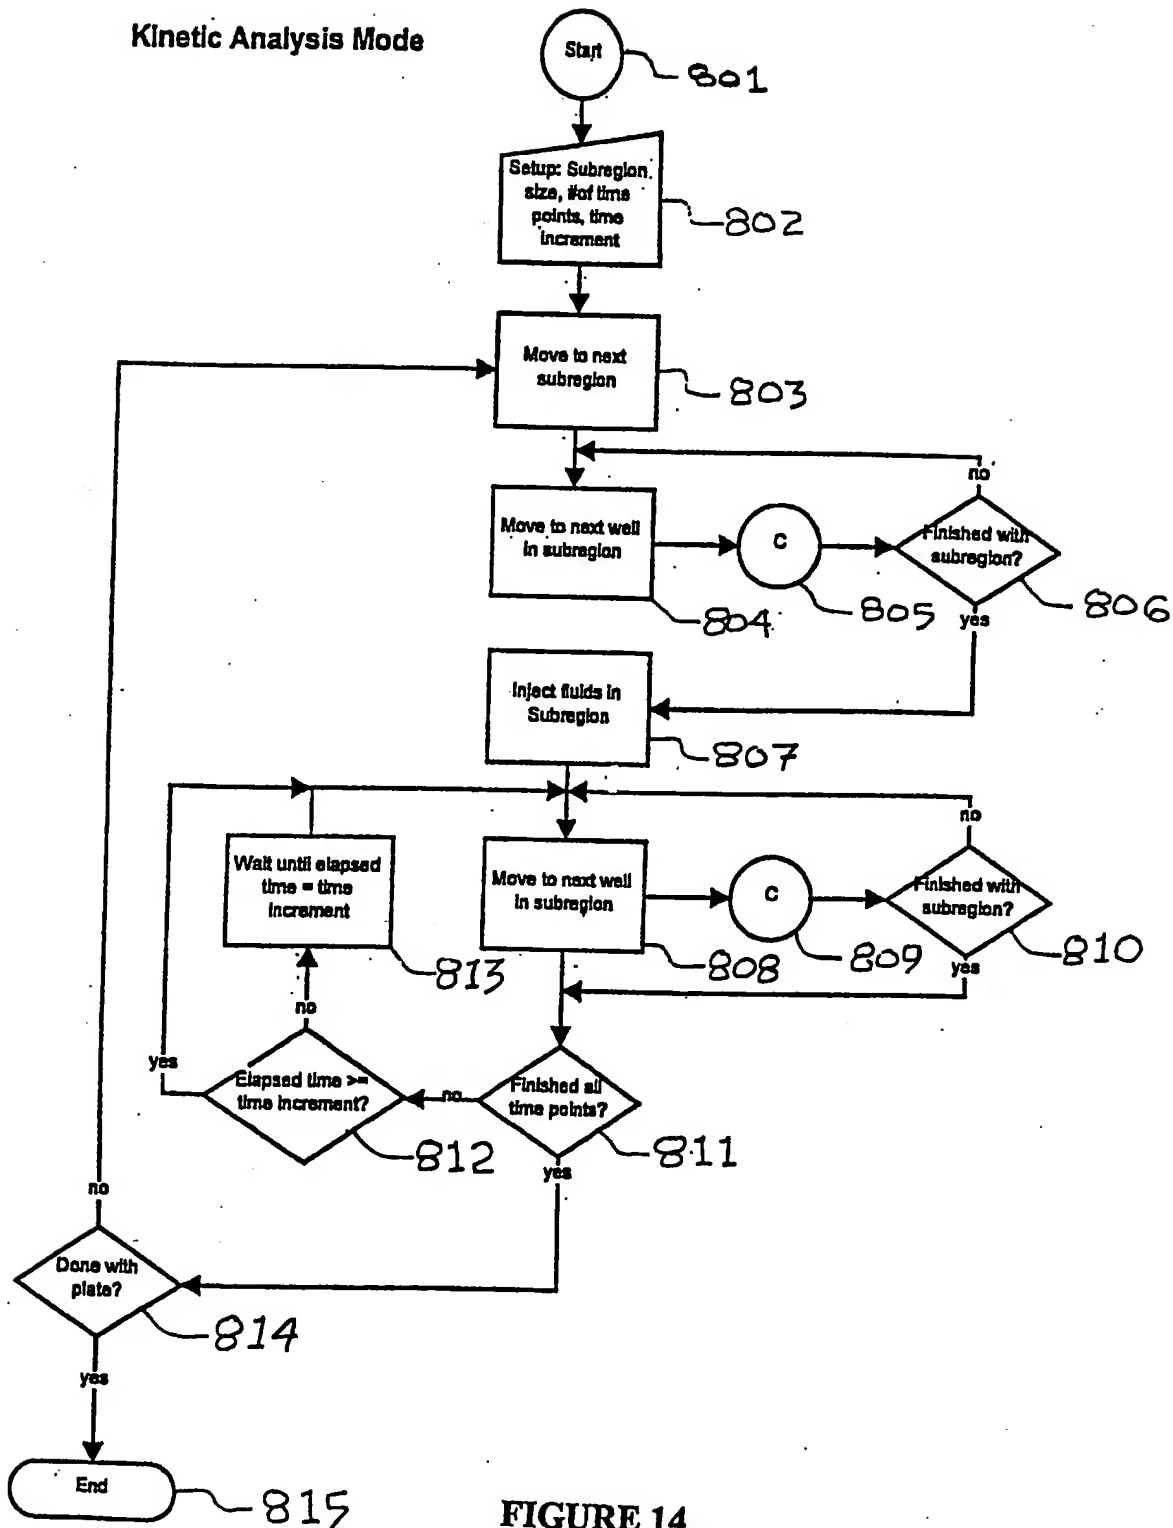 Kinetic Analysis Mode
Start
801
Setup: Subregion
size, #of time
points, time
increment
802
Move to next
subregion
803
no
Move to next well
in subregion
804
C
805
Finished with
subregion?
806
yes
Inject fluids in
Subregion
807
no
Wait until elapsed
time = time
increment
813
Move to next well
in subregion
808
C
809
Finished with
subregion?
810
yes
no
yes
Elapsed time >=
time increment?
812
no
Finished all
time points?
811
yes
no
Done with
plate?
814
yes
End
815
FIGURE 14